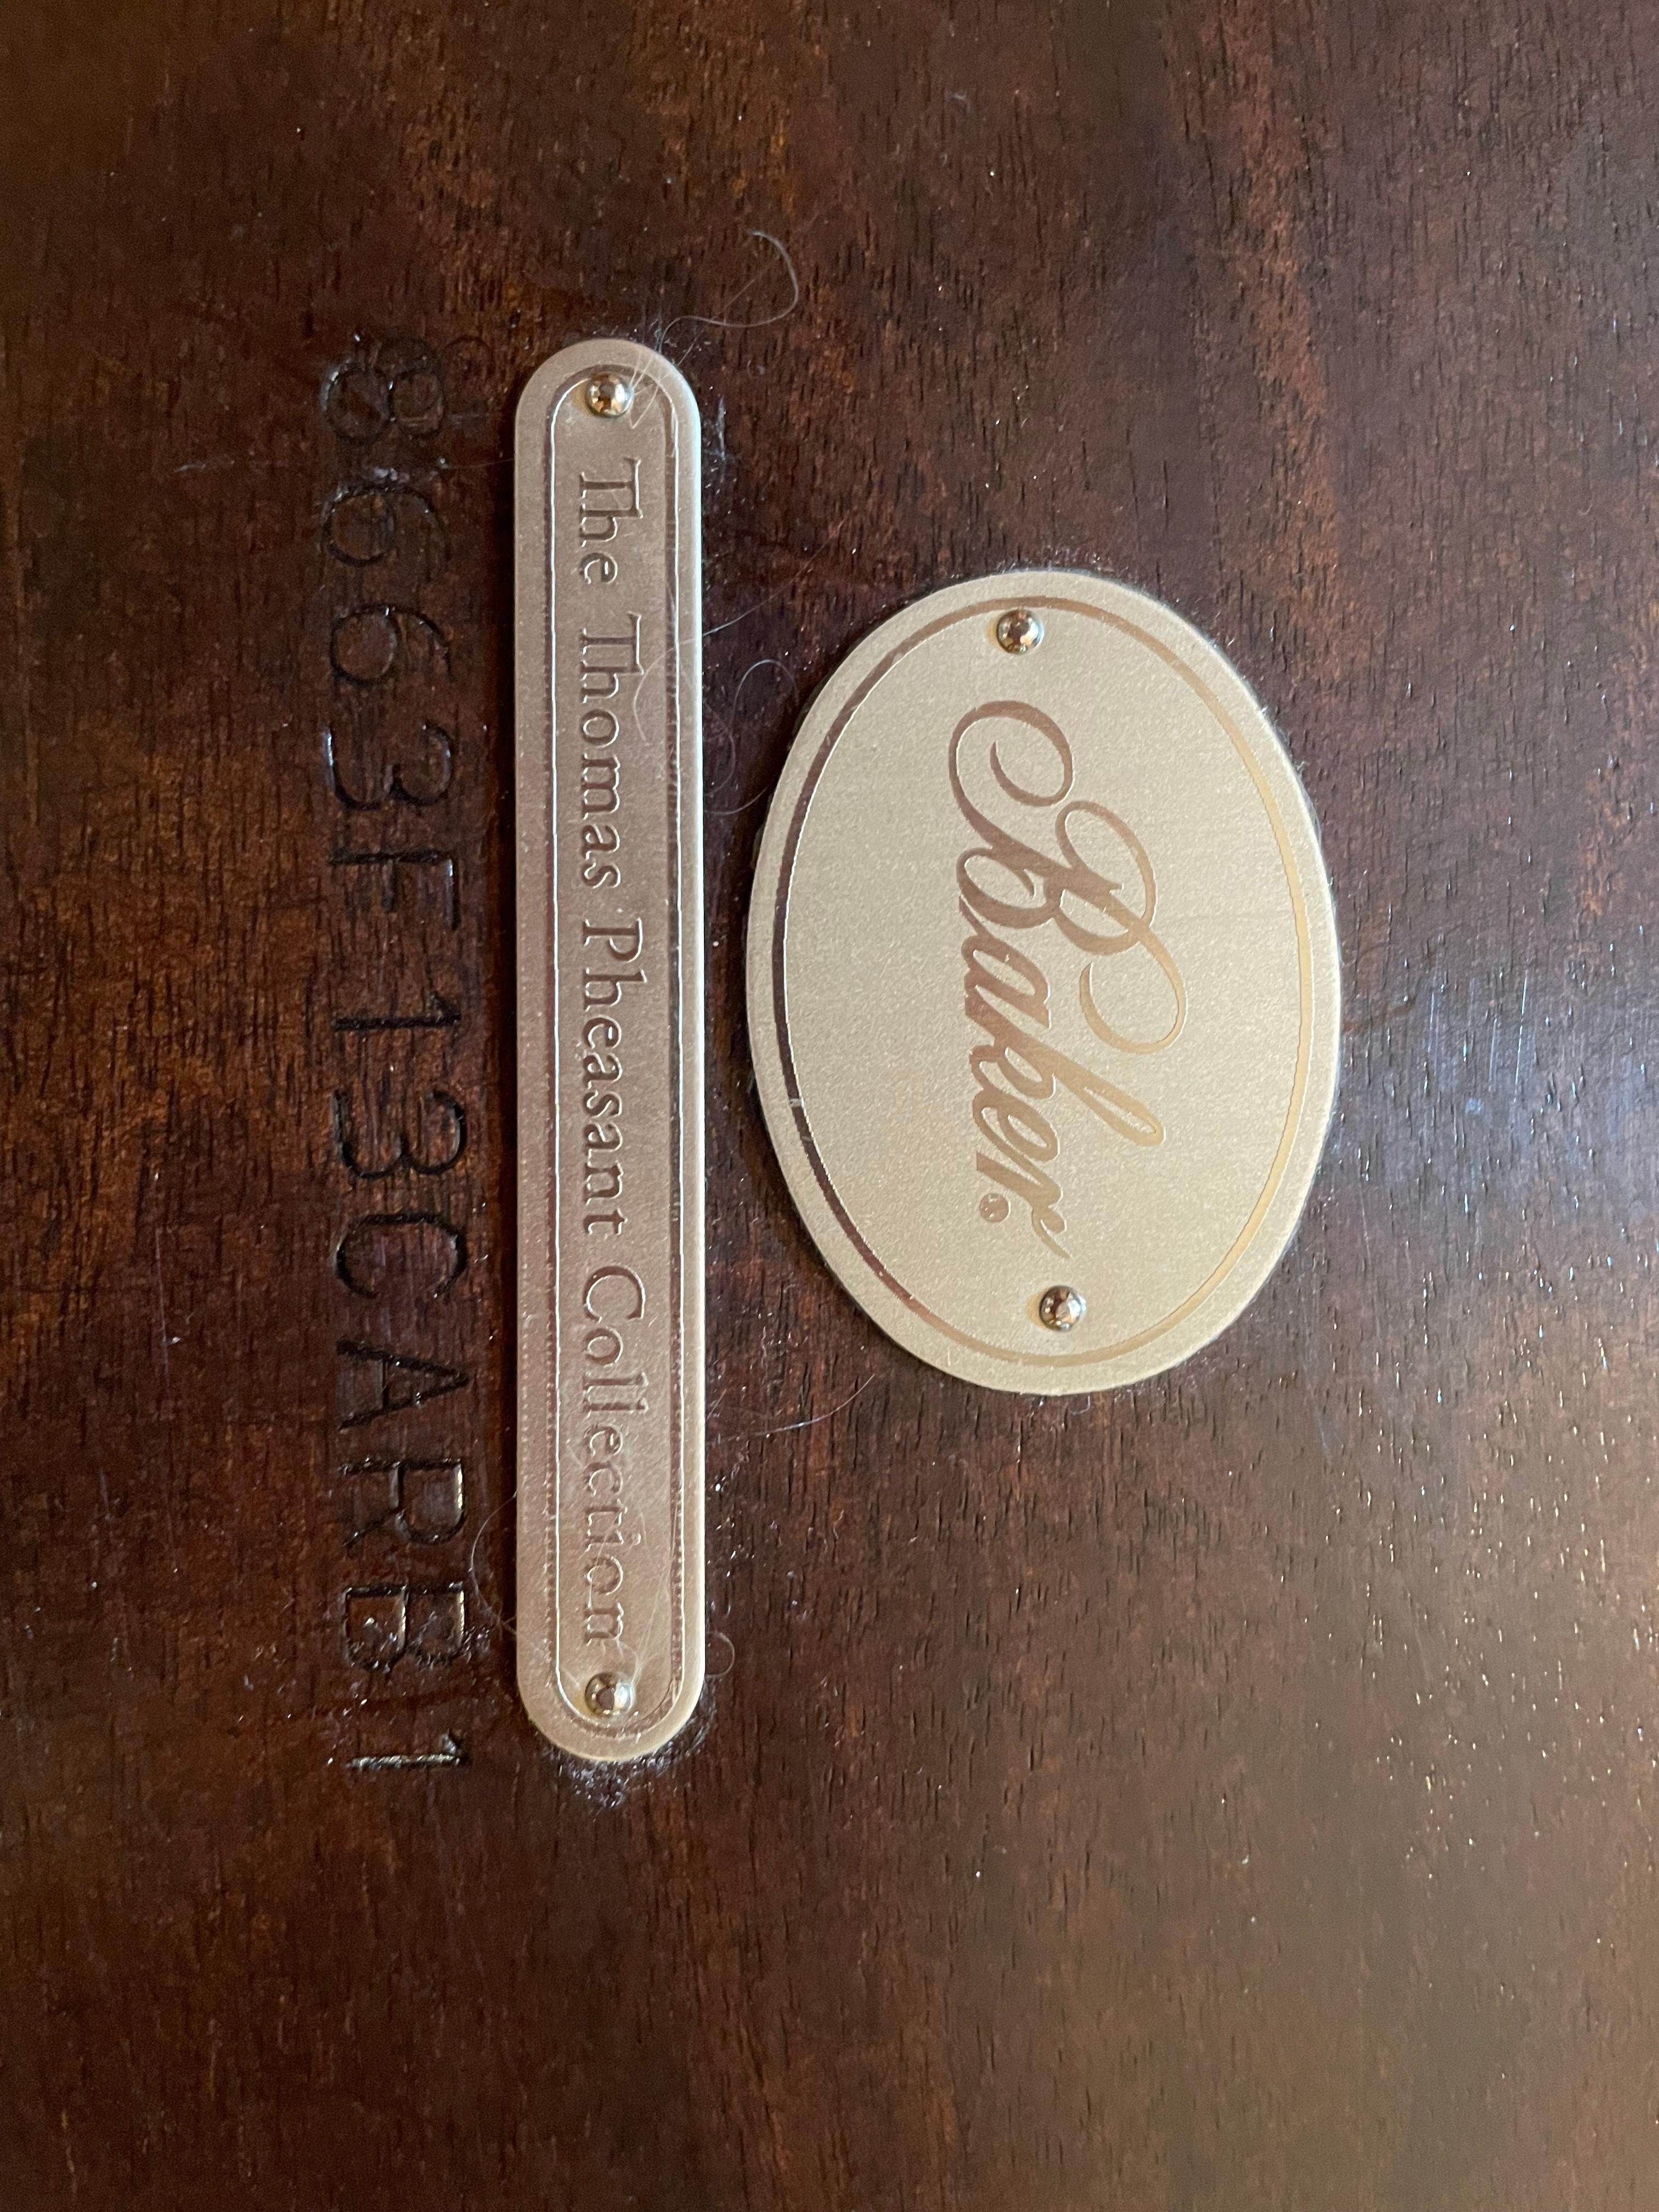 Baker®
The Thomas Pheasant Collection
8663F13CARB1